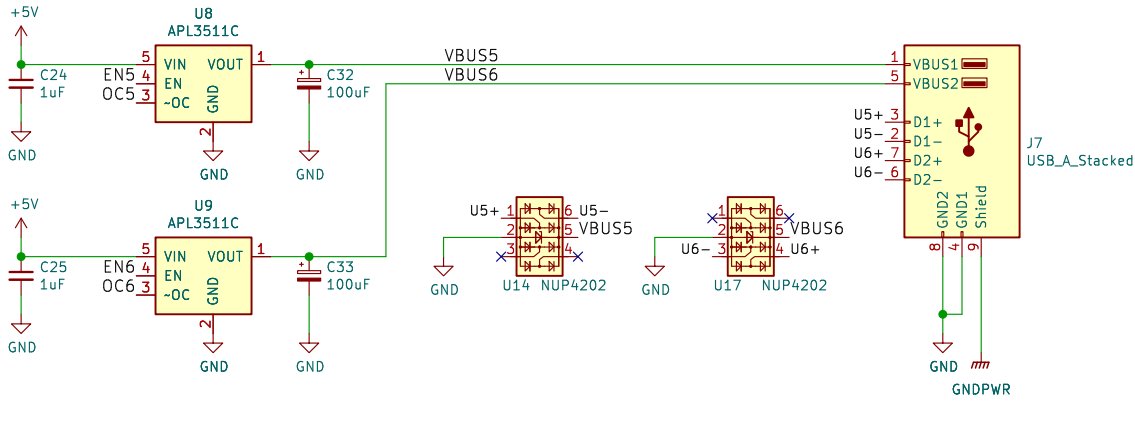 +5V
U8
APL3511C
C24
1uF
GND
EN5
OC5
5 VIN
4 EN
3 ~OC
VOUT 1
GND
2
GND
C32
100uF
GND
VBUS5
VBUS6
+5V
U9
APL3511C
C25
1uF
GND
EN6
OC6
5 VIN
4 EN
3 ~OC
VOUT 1
GND
2
GND
C33
100uF
GND
U5+ 1 6 U5-
2 5 VBUS5
3 4
GND
U14 NUP4202
1 6
2 5 VBUS6
U6- 3 4 U6+
GND
U17 NUP4202
1 VBUS1
5 VBUS2
U5+ 3 D1+
U5- 2 D1-
U6+ 7 D2+
U6- 6 D2-
J7
USB_A_Stacked
GND2 GND1 Shield
8 4 9
GND
GNDPWR